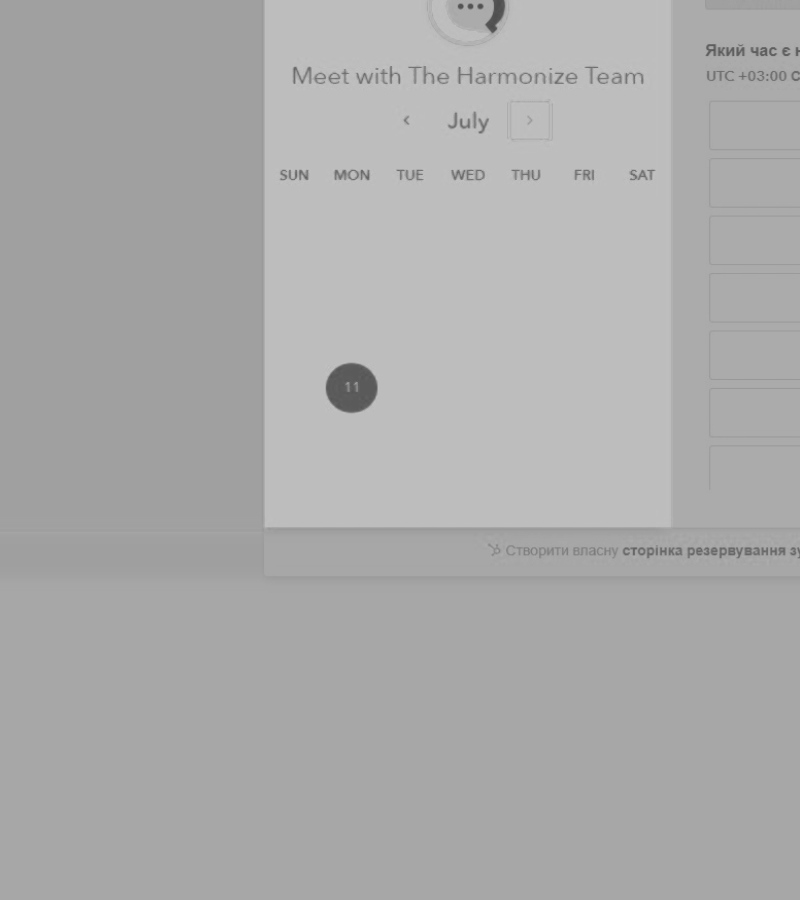 Meet with The Harmonize Team
July
SUN MON TUE WED THU FRI SAT
11
Який час є
UTC +03:00
Створити власну сторінка резервування